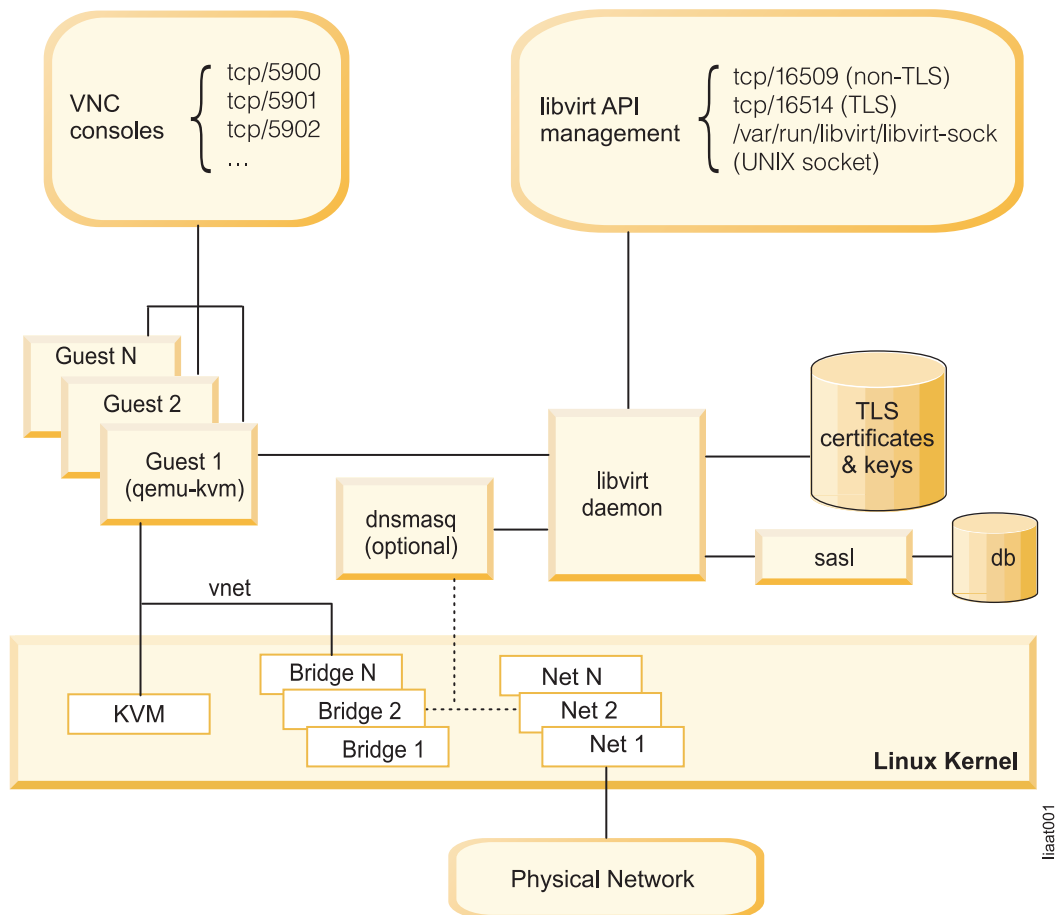 VNC
consoles
tcp/5900
tcp/5901
tcp/5902
...
libvirt API
management
tcp/16509 (non-TLS)
tcp/16514 (TLS)
/var/run/libvirt/libvirt-sock
(UNIX socket)
Guest N
Guest 2
Guest 1
(qemu-kvm)
dnsmasq
(optional)
libvirt
daemon
TLS
certificates
& keys
sasl
db
vnet
KVM
Bridge N
Bridge 2
Bridge 1
Net N
Net 2
Net 1
Linux Kernel
Physical Network
liaat001